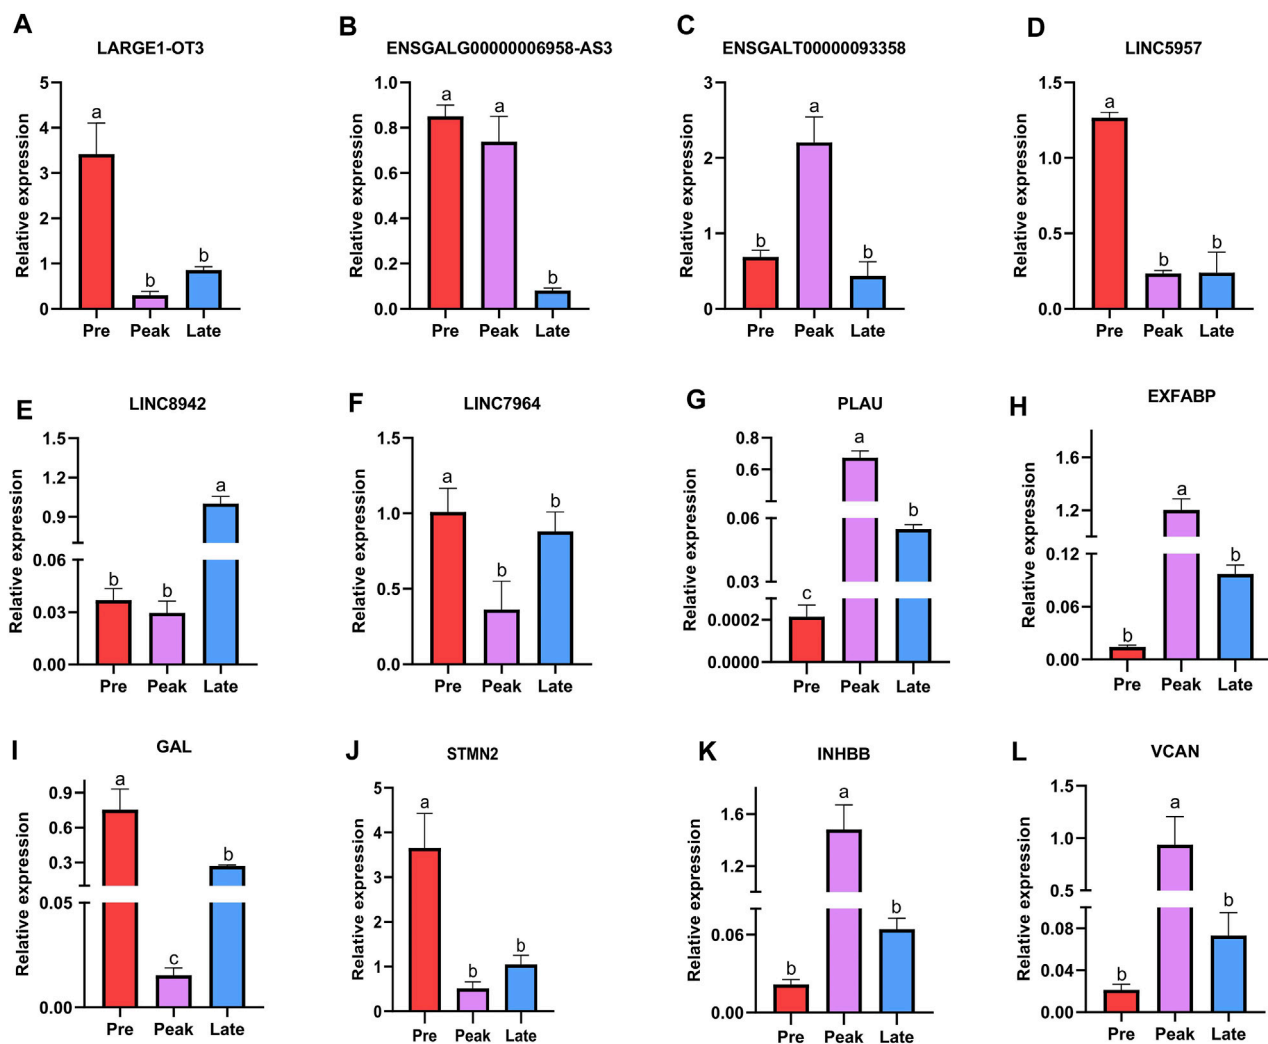 A
LARGE1-OT3
Relative expression
5
4
3
2
1
0
a
b
b
Pre Peak Late
B
ENSGALG00000006958-AS3
Relative expression
1.0
0.8
0.6
0.4
0.2
0.0
a
a
b
Pre Peak Late
C
ENSGALT00000093358
Relative expression
3
2
1
0
b
a
b
Pre Peak Late
D
LINC5957
Relative expression
1.5
1.0
0.5
0.0
a
b
b
Pre Peak Late
E
LINC8942
Relative expression
1.5
1.2
0.9
0.06
0.03
0.00
b
b
a
Pre Peak Late
F
LINC7964
Relative expression
1.5
1.0
0.5
0.0
a
b
b
Pre Peak Late
G
PLAU
Relative expression
0.8
0.6
0.06
0.03
0.0002
0.0000
c
a
b
Pre Peak Late
H
EXFABP
Relative expression
1.6
1.2
0.12
0.06
0.00
b
a
b
Pre Peak Late
I
GAL
Relative expression
0.9
0.6
0.3
0.05
0.00
a
c
b
Pre Peak Late
J
STMN2
Relative expression
5
4
3
2
1
0
a
b
b
Pre Peak Late
K
INHBB
Relative expression
1.6
1.2
0.06
0.00
b
a
b
Pre Peak Late
L
VCAN
Relative expression
1.5
1.0
0.5
0.08
0.04
0.00
b
a
b
Pre Peak Late